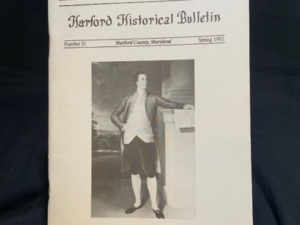 Harford Historical Bulletin
Number 52 Harford County, Maryland Spring 1992